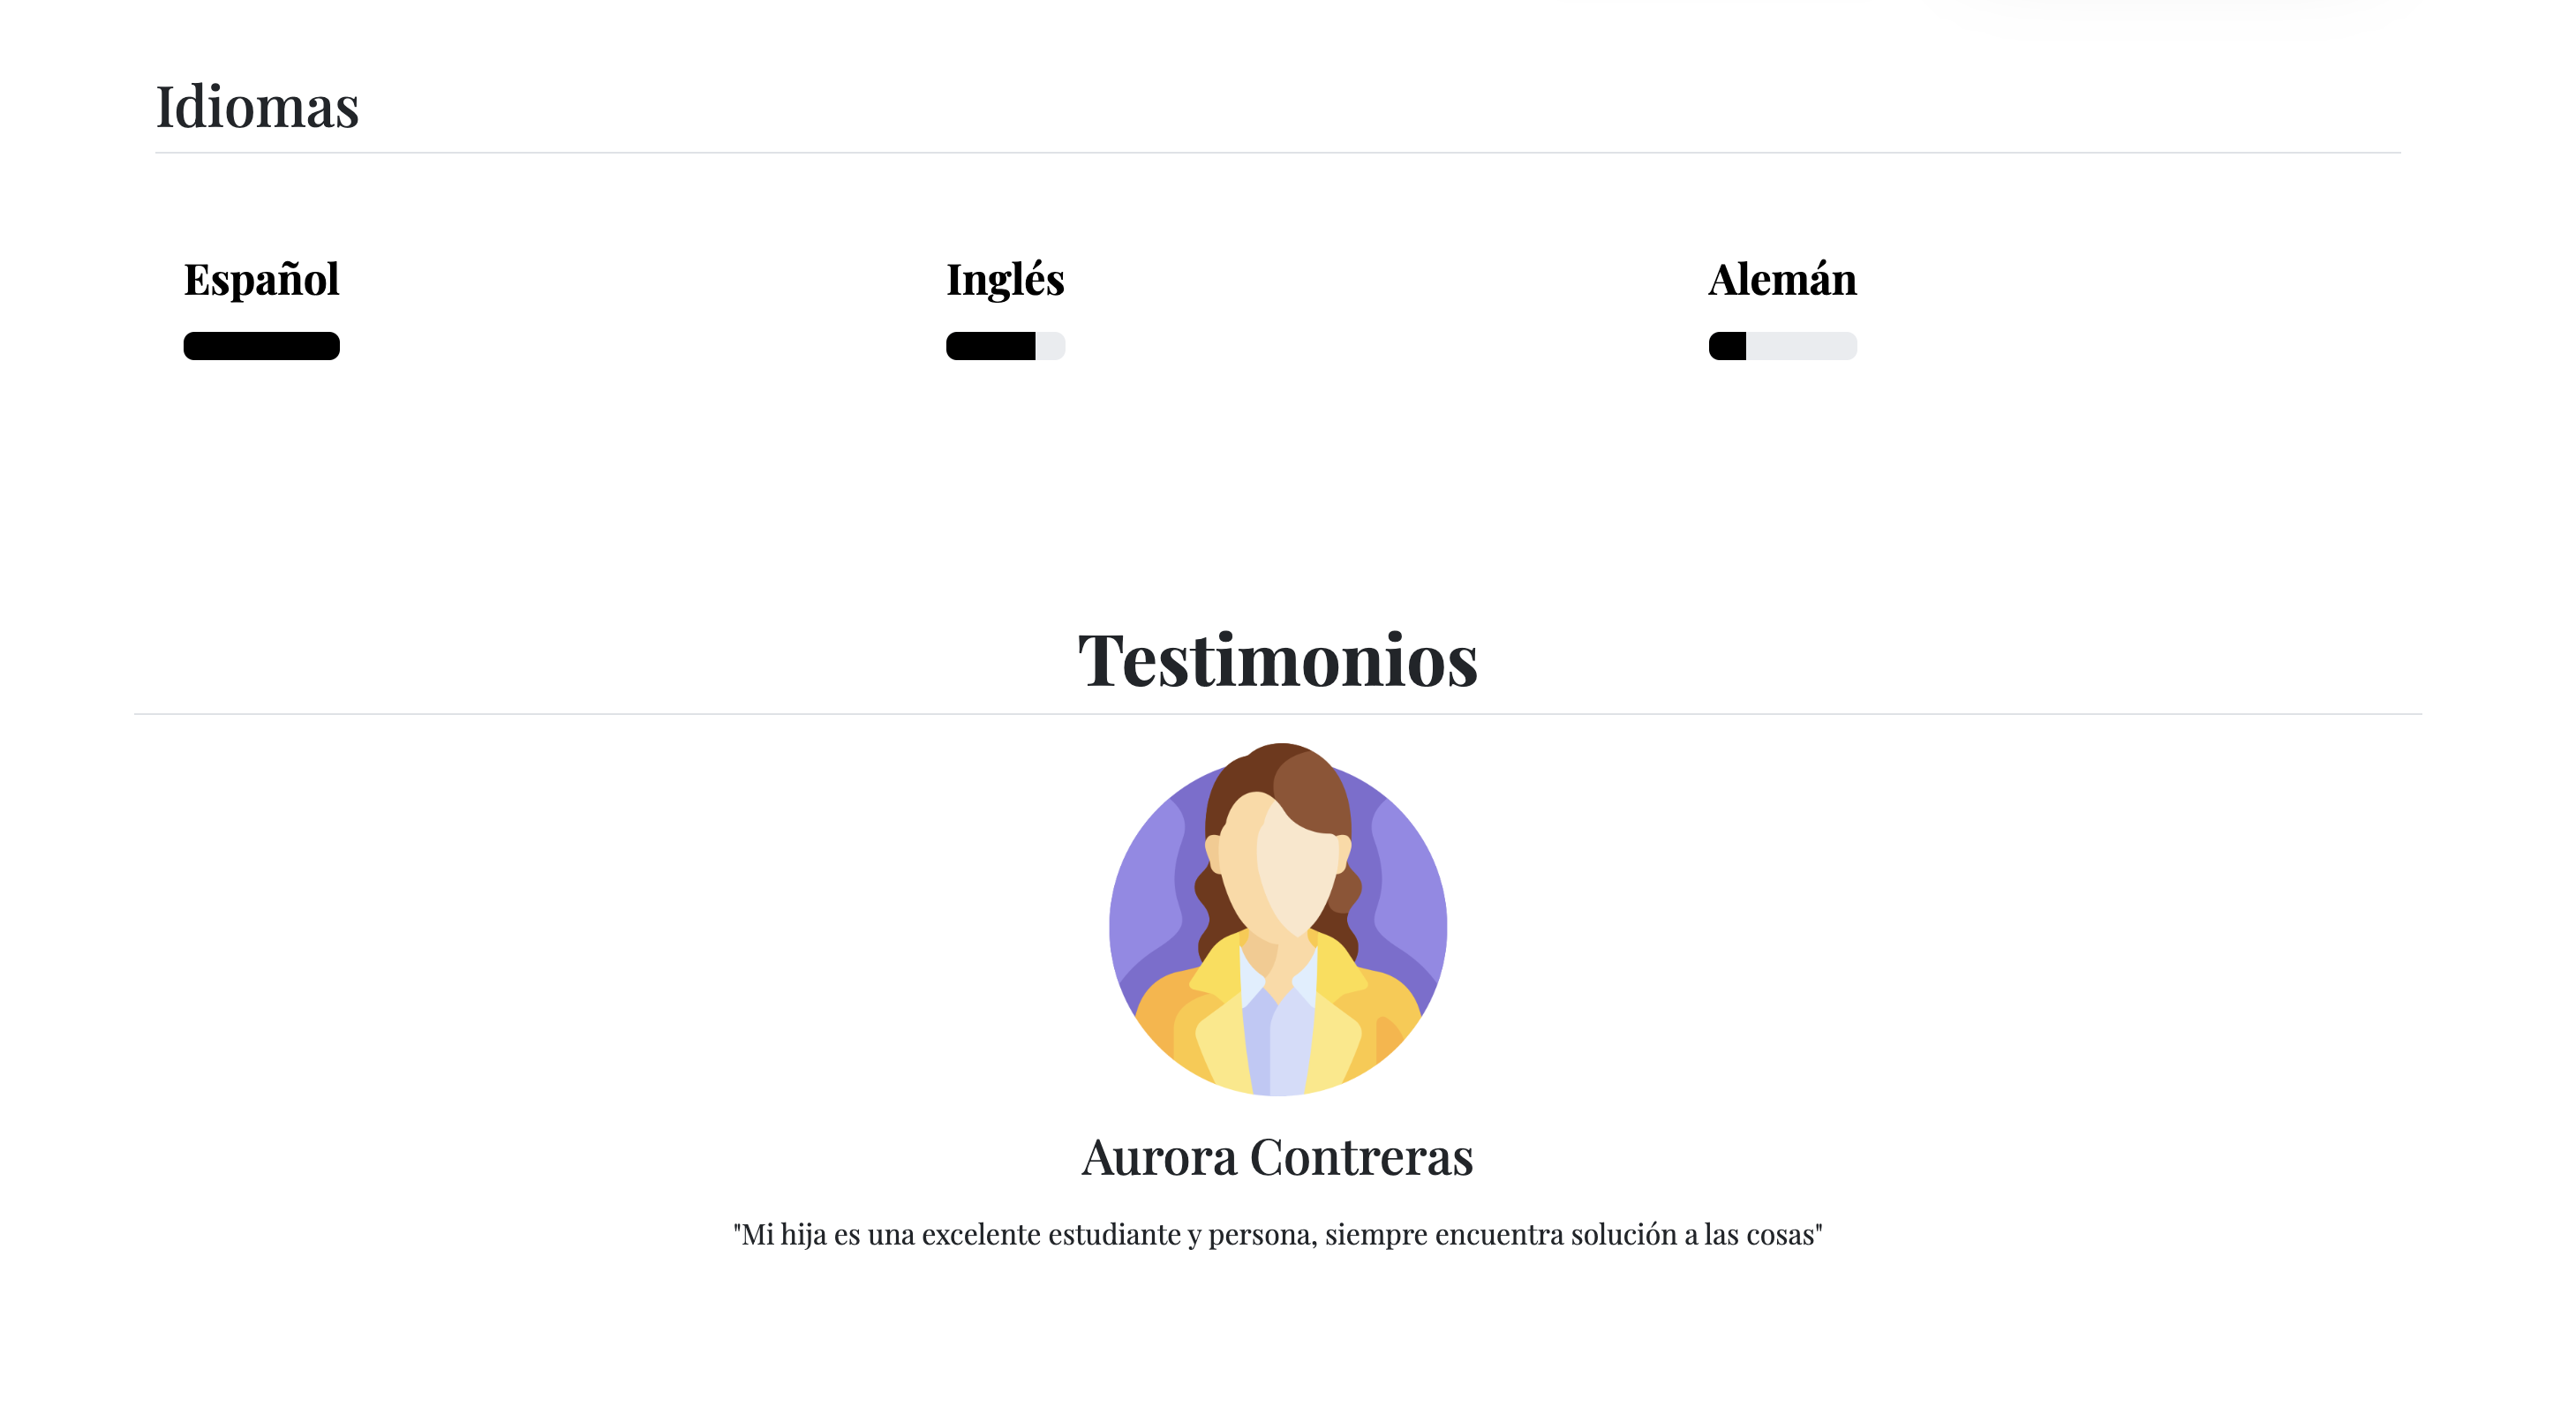 Idiomas
Español Inglés Alemán
Testimonios
Aurora Contreras
"Mi hija es una excelente estudiante y persona, siempre encuentra solución a las cosas"